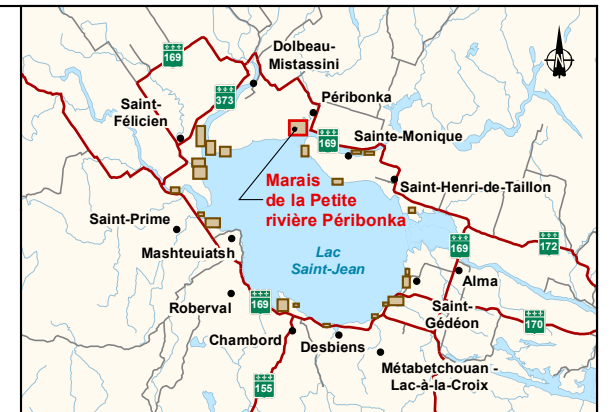 169
Dolbeau-
Mistassini
373
Péribonka
Saint-
Félicien
169
Sainte-Monique
Marais
de la Petite
rivière Péribonka
Saint-Henri-de-Taillon
Saint-Prime
Mashteuiatsh
Lac
Saint-Jean
169
172
Alma
Roberval
169
Saint-
Gédéon
170
Chambord
Desbiens
Métabetchouan -
Lac-à-la-Croix
155
N